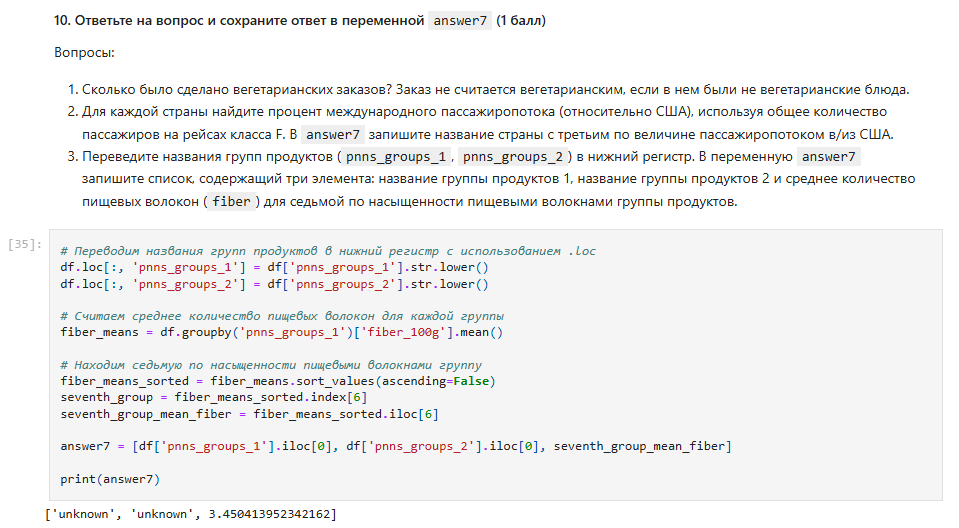 10. Ответьте на вопрос и сохраните ответ в переменной answer7 (1 балл)
Вопросы:
1. Сколько было сделано вегетарианских заказов? Заказ не считается вегетарианским, если в нем были не вегетарианские блюда.
2. Для каждой страны найдите процент международного пассажиропотока (относительно США), используя общее количество
пассажиров на рейсах класса F. В answer7 запишите название страны с третьим по величине пассажиропотоком в/из США.
3. Переведите названия групп продуктов ( pnns_groups_1 , pnns_groups_2 ) в нижний регистр. В переменную answer7
запишите список, содержащий три элемента: название группы продуктов 1, название группы продуктов 2 и среднее количество
пищевых волокон ( fiber ) для седьмой по насыщенности пищевыми волокнами группы продуктов.
[35]:
# Переводим названия групп продуктов в нижний регистр с использованием .loc
df.loc[:, 'pnns_groups_1'] = df['pnns_groups_1'].str.lower()
df.loc[:, 'pnns_groups_2'] = df['pnns_groups_2'].str.lower()
# Считаем среднее количество пищевых волокон для каждой группы
fiber_means = df.groupby('pnns_groups_1')['fiber_100g'].mean()
# Находим седьмую по насыщенности пищевыми волокнами группу
fiber_means_sorted = fiber_means.sort_values(ascending=False)
seventh_group = fiber_means_sorted.index[6]
seventh_group_mean_fiber = fiber_means_sorted.iloc[6]
answer7 = [df['pnns_groups_1'].iloc[0], df['pnns_groups_2'].iloc[0], seventh_group_mean_fiber]
print(answer7)
['unknown', 'unknown', 3.450413952342162]